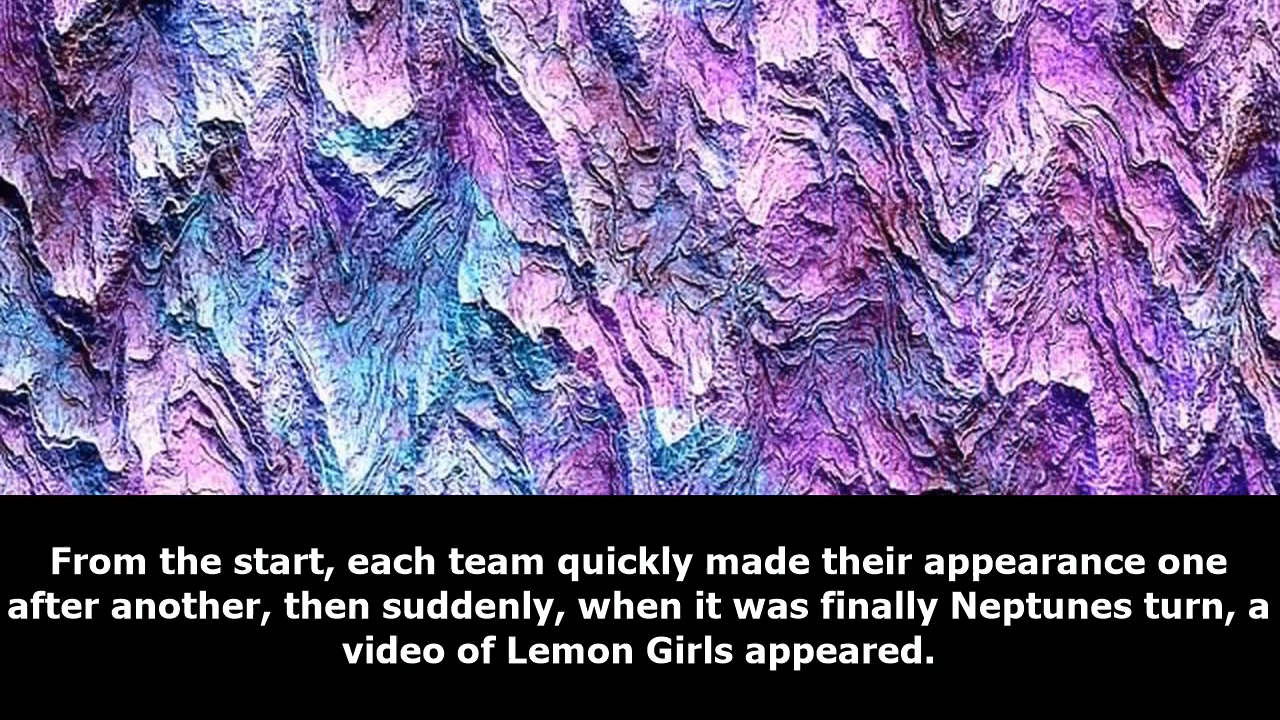 From the start, each team quickly made their appearance one
after another, then suddenly, when it was finally Neptunes turn, a
video of Lemon Girls appeared.